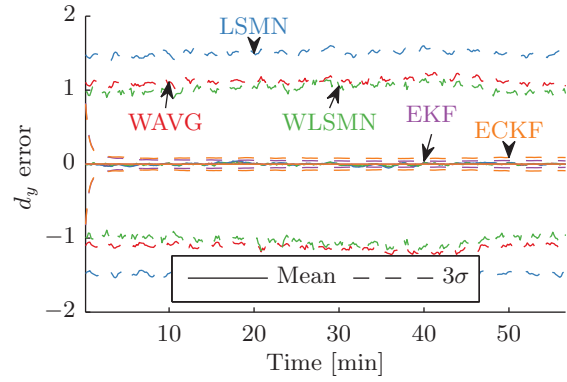 2
LSMN
1
WAVG
WLSMN
EKF
ECKF
0
d_y error
−1
Mean
3σ
−2
10
20
30
40
50
Time [min]